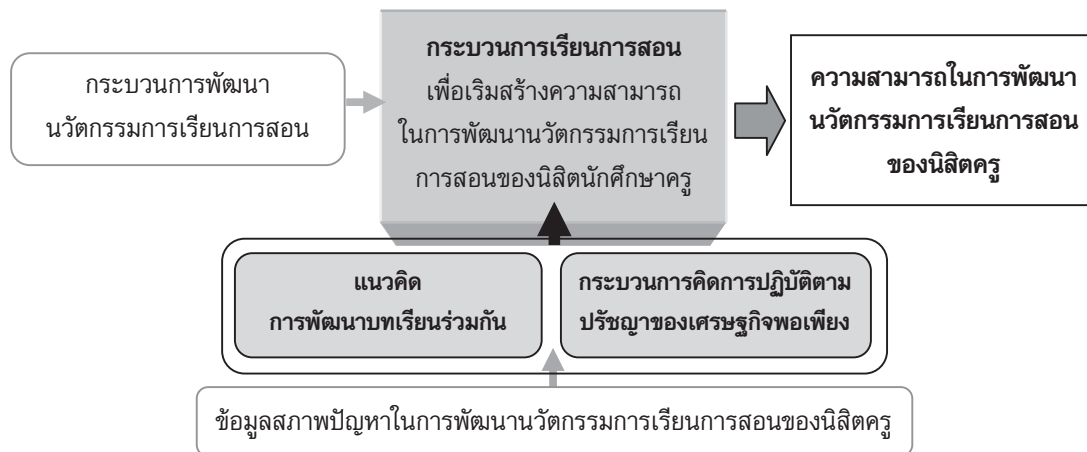 กระบวนการพัฒนา
นวัตกรรมการเรียนการสอน
กระบวนการเรียนการสอน
เพื่อเริมสร้างความสามารถ
ในการพัฒนานวัตกรรมการเรียน
การสอนของนิสิตนักศึกษาครู
ความสามารถในการพัฒนา
นวัตกรรมการเรียนการสอน
ของนิสิตครู
แนวคิด
การพัฒนาบทเรียนร่วมกัน
กระบวนการคิดการปฏิบัติตาม
ปรัชญาของเศรษฐกิจพอเพียง
ข้อมูลสภาพปัญหาในการพัฒนานวัตกรรมการเรียนการสอนของนิสิตครู